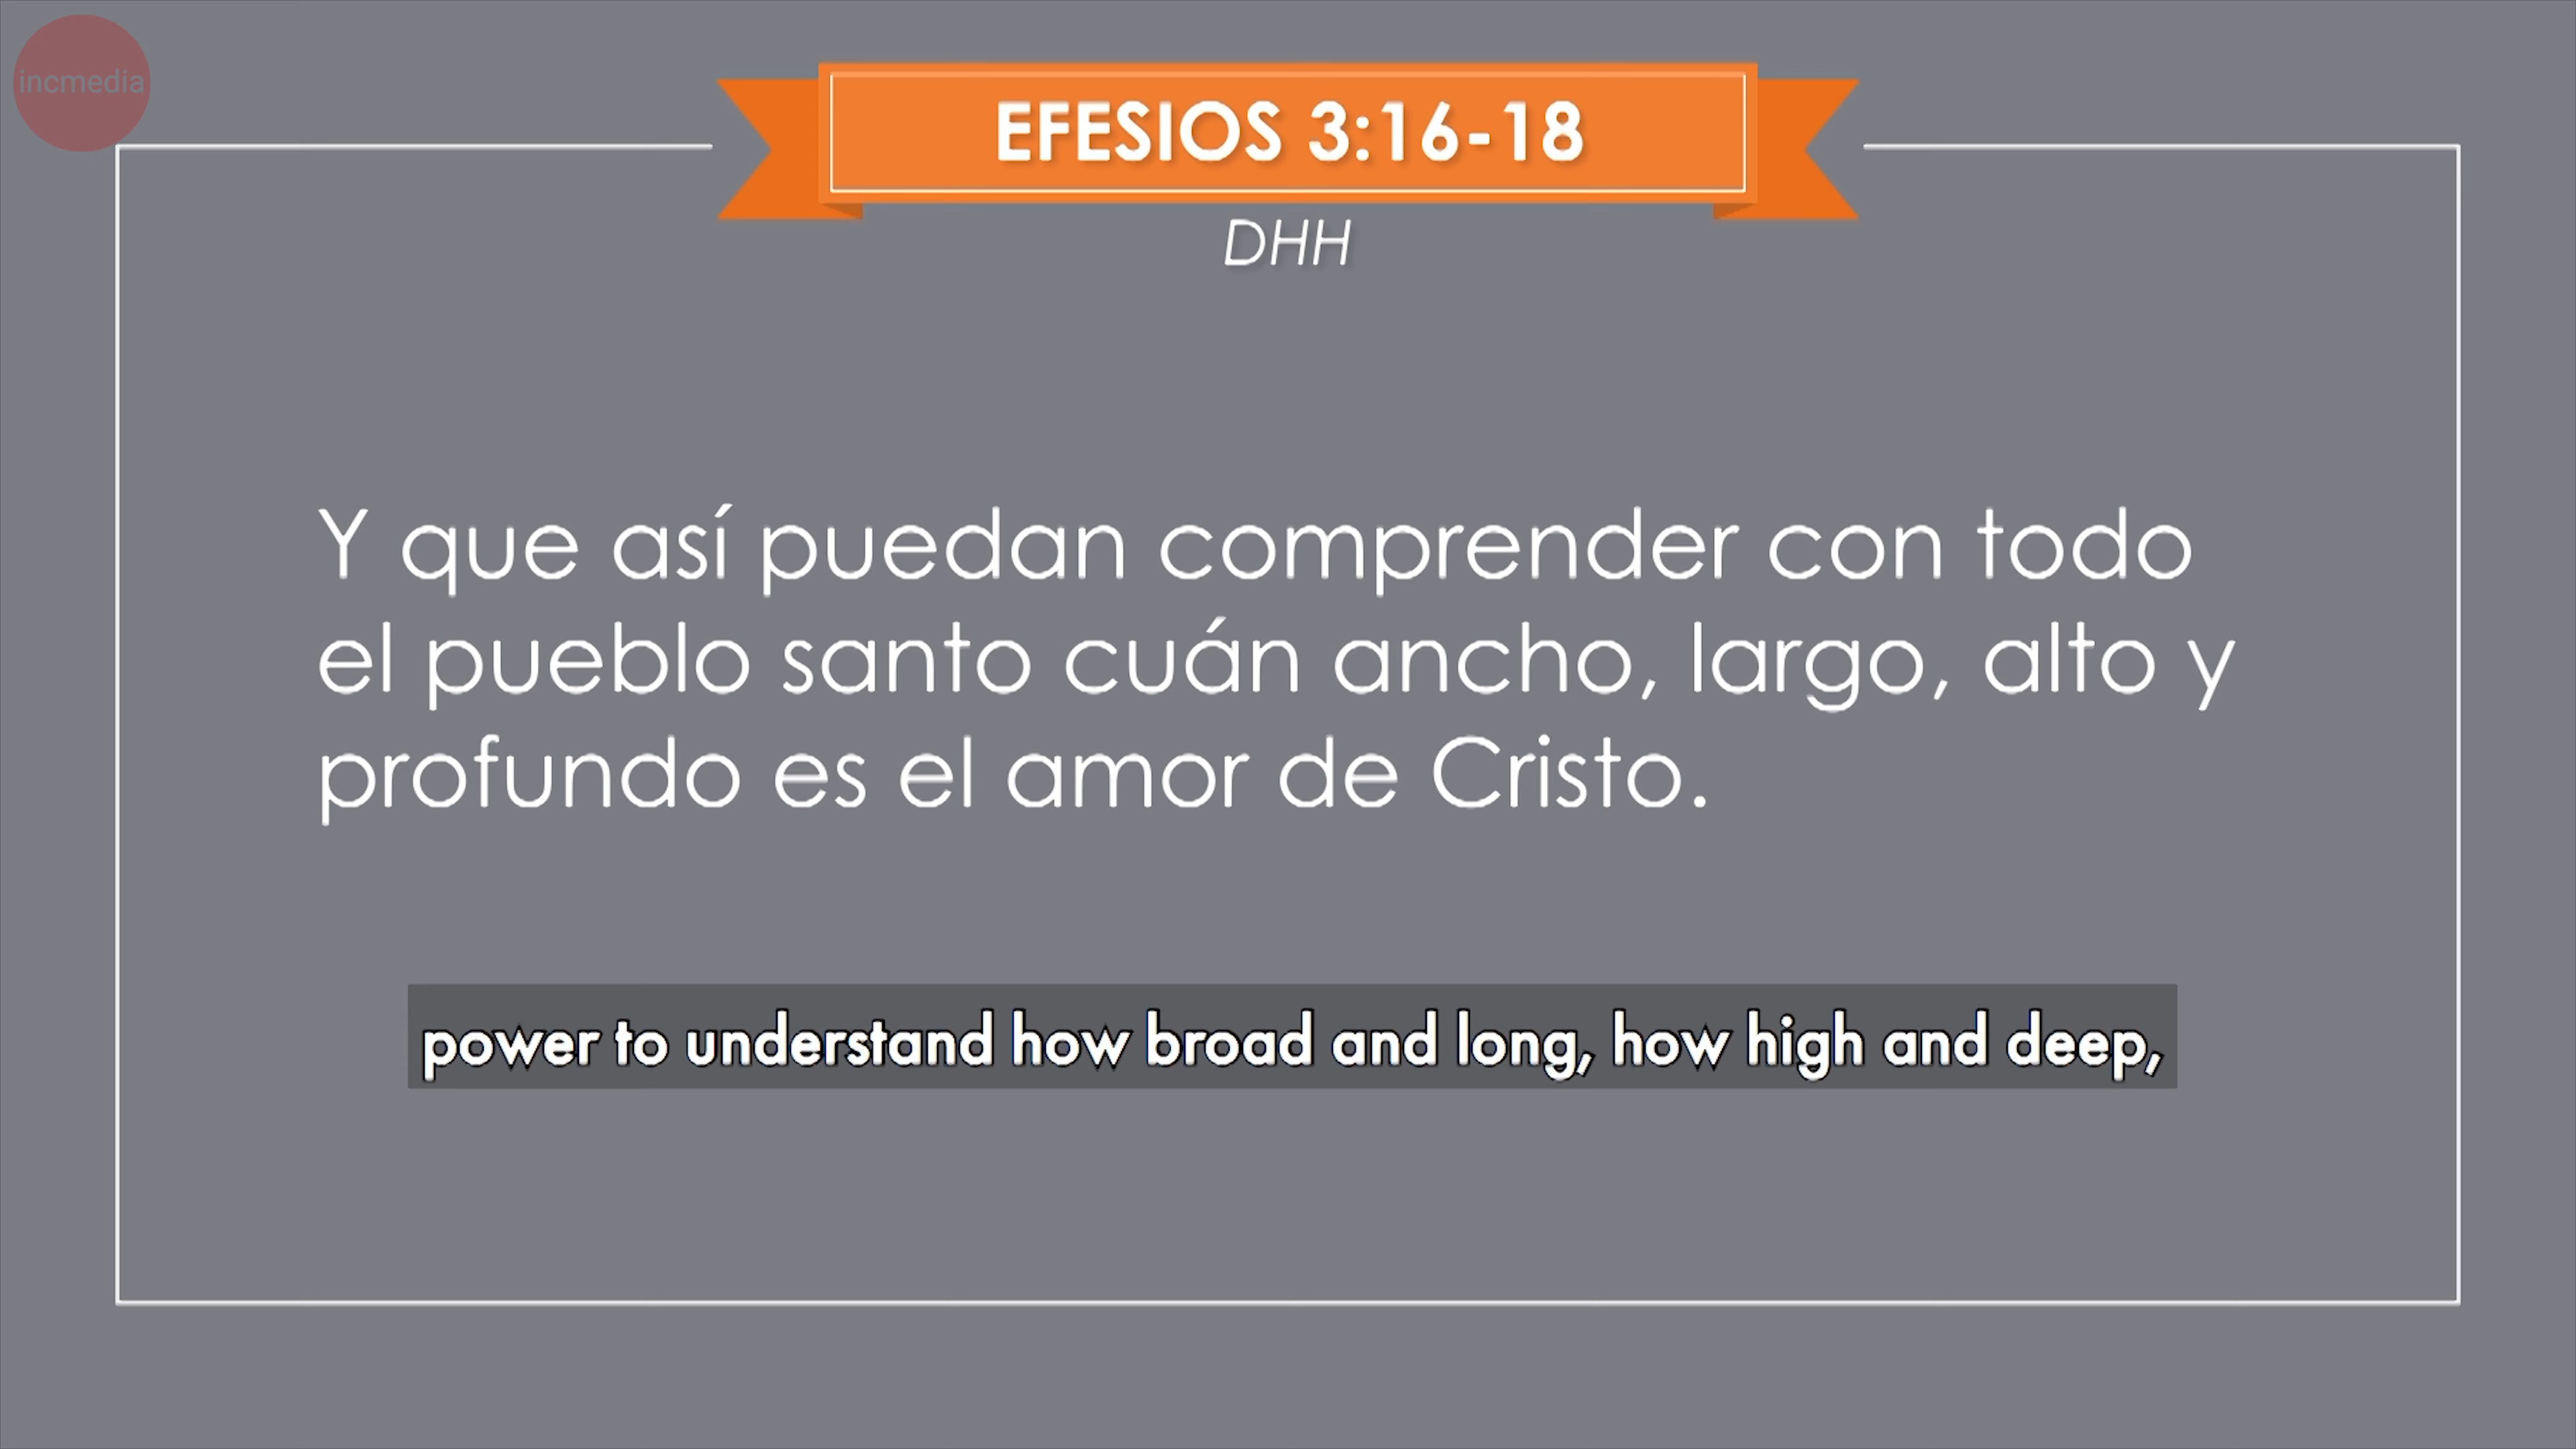 incmedia
EFESIOS 3:16-18
DHH
Y que así puedan comprender con todo
el pueblo santo cuán ancho, largo, alto y
profundo es el amor de Cristo.
power to understand how broad and long, how high and deep,